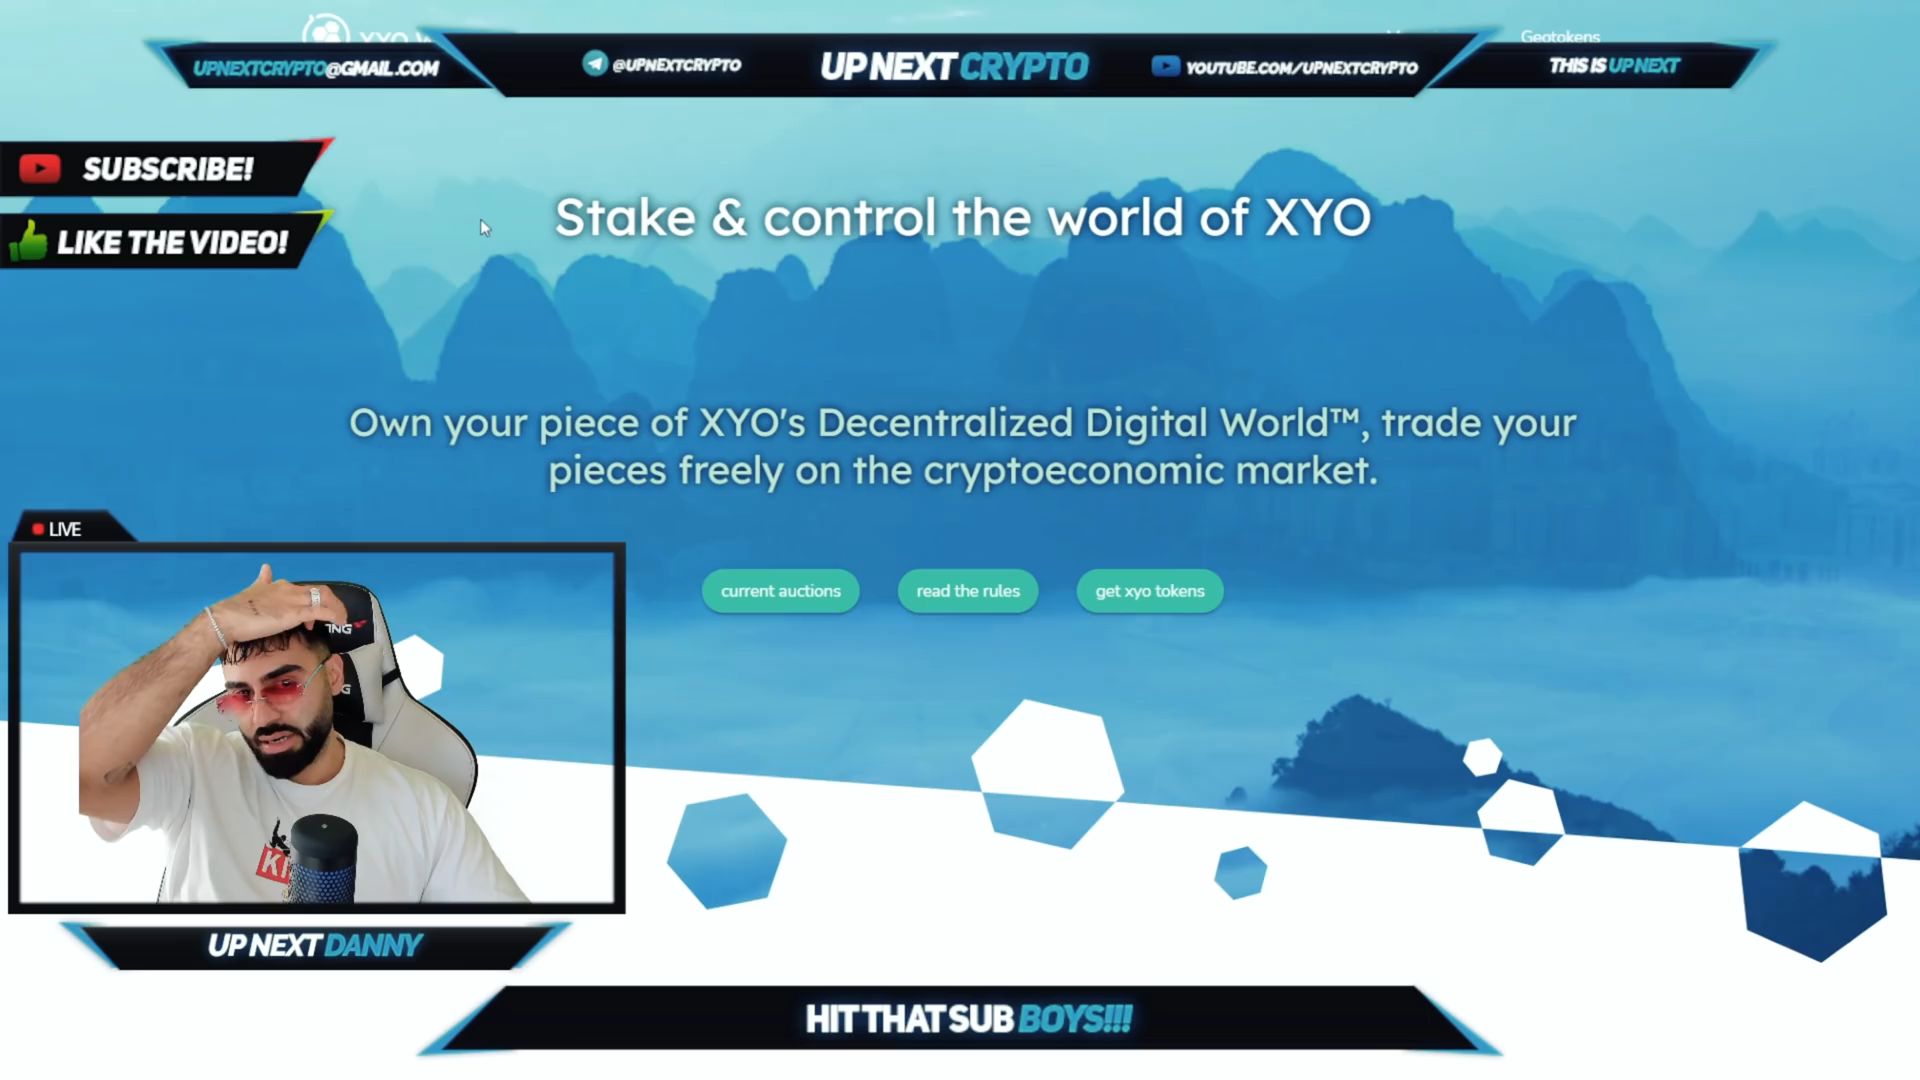 Geotokens
UPNEXTCRYPTO@GMAIL.COM
@UPNEXTCRYPTO
UP NEXT CRYPTO
YOUTUBE.COM/UPNEXTCRYPTO
THIS IS UP NEXT
SUBSCRIBE!
LIKE THE VIDEO!
Stake & control the world of XYO
Own your piece of XYO's Decentralized Digital World™, trade your
pieces freely on the cryptoeconomic market.
current auctions
read the rules
get xyo tokens
LIVE
UP NEXT DANNY
HIT THAT SUB BOYS!!!